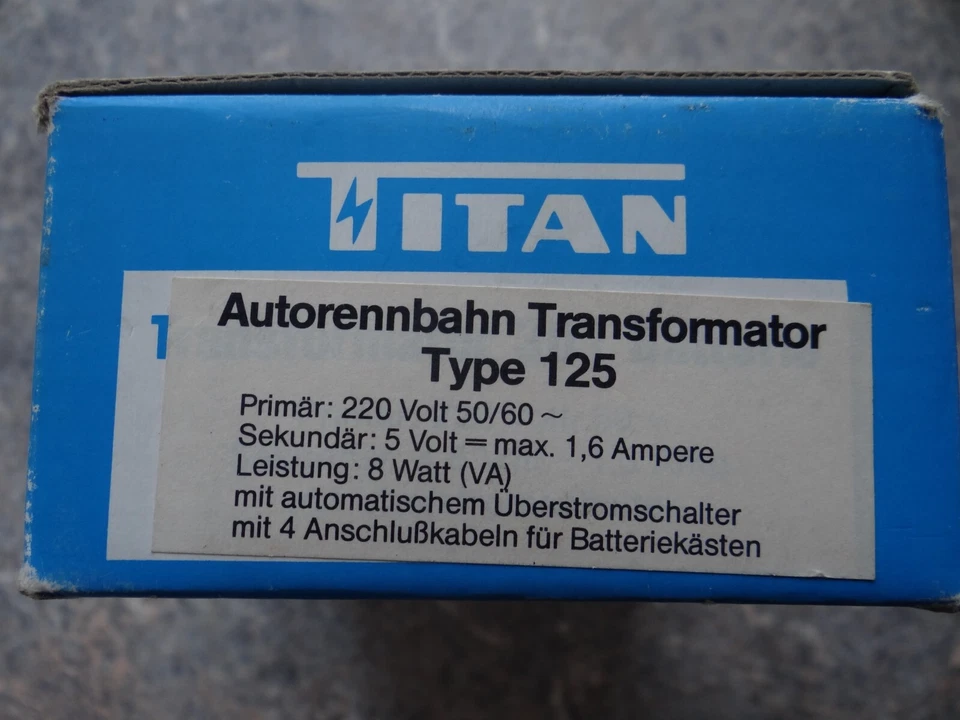 TITAN
Autorennbahn Transformator
Type 125
Primär: 220 Volt 50/60 ~
Sekundär: 5 Volt = max. 1,6 Ampere
Leistung: 8 Watt (VA)
mit automatischem Überstromschalter
mit 4 Anschlußkabeln für Batteriekästen